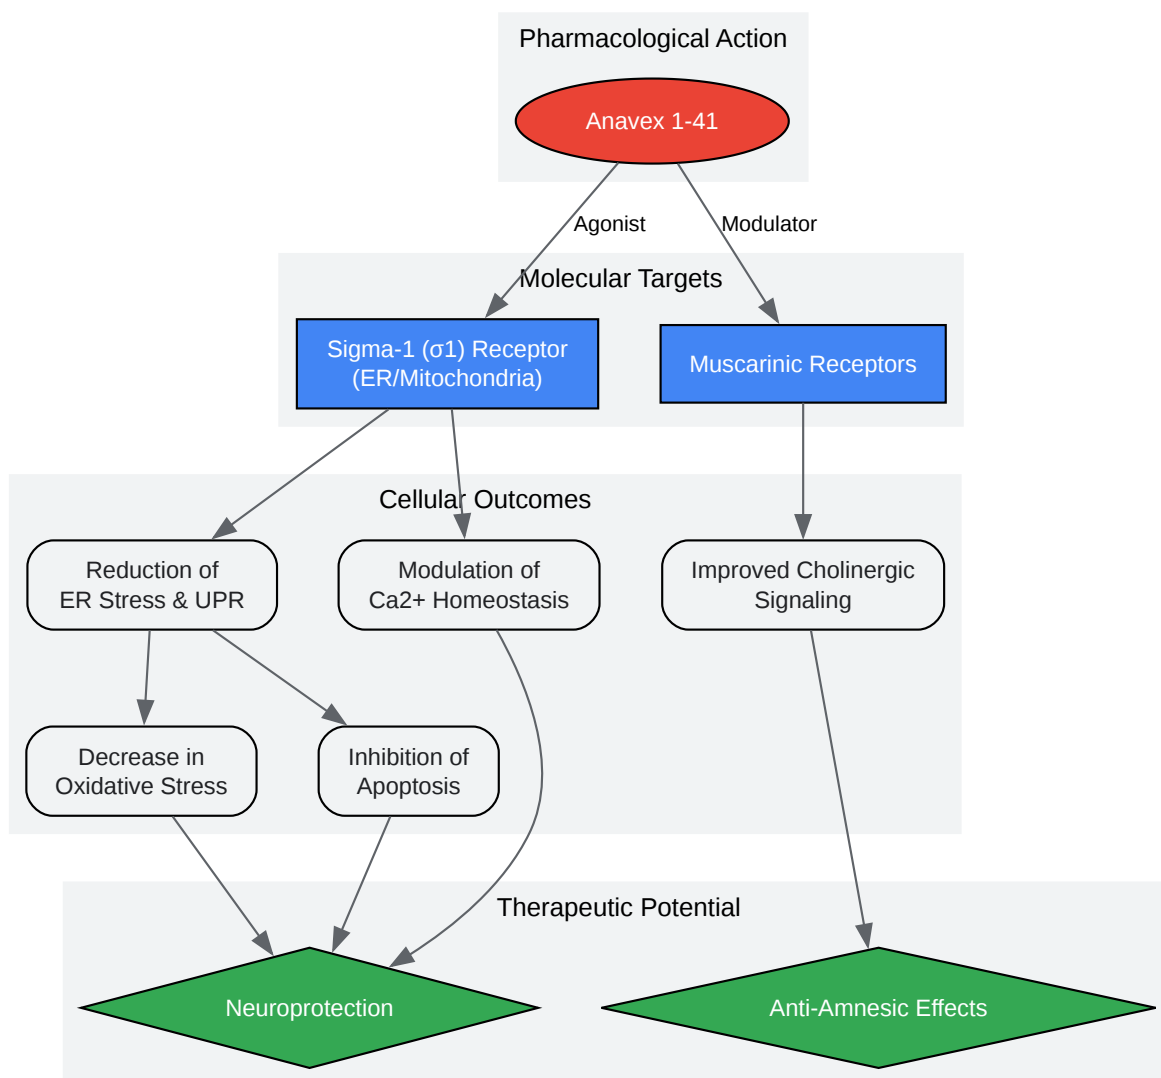 Pharmacological Action
Anavex 1-41
Agonist
Modulator
Molecular Targets
Sigma-1 (σ1) Receptor
(ER/Mitochondria)
Muscarinic Receptors
Cellular Outcomes
Reduction of
ER Stress & UPR
Modulation of
Ca2+ Homeostasis
Improved Cholinergic
Signaling
Decrease in
Oxidative Stress
Inhibition of
Apoptosis
Therapeutic Potential
Neuroprotection
Anti-Amnesic Effects